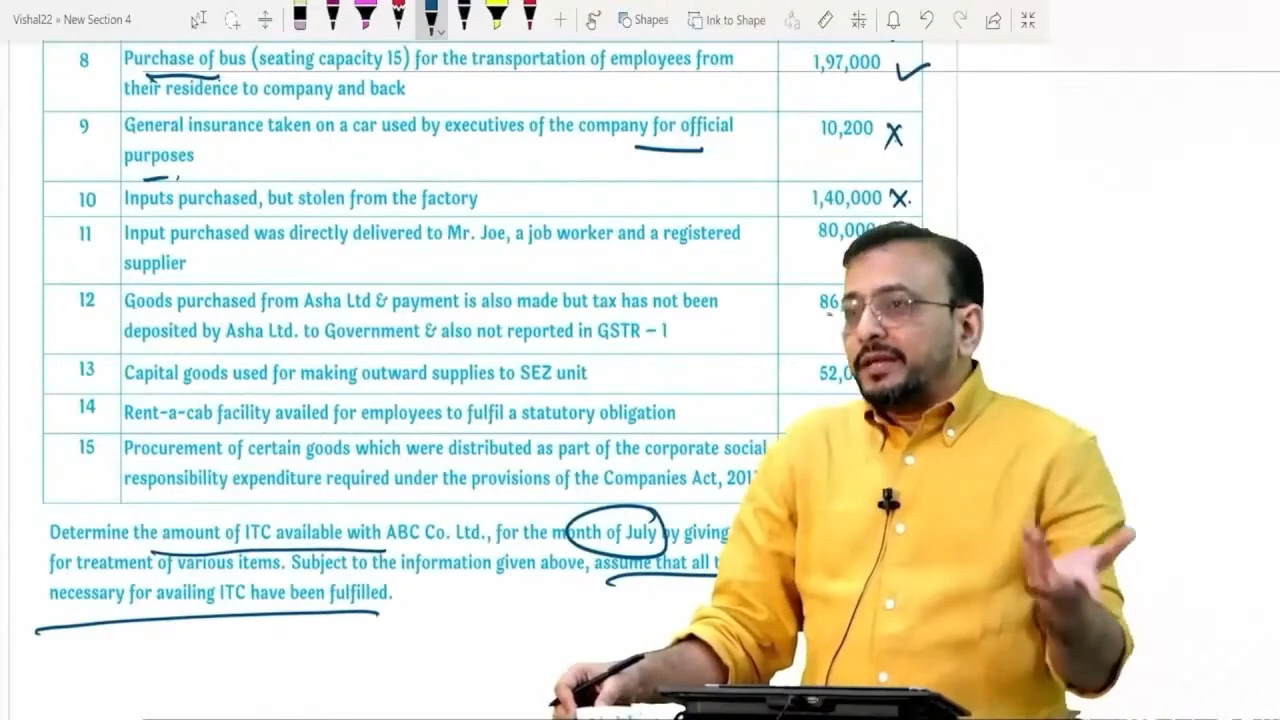 Vishal22 » New Section 4
Shapes
Ink to Shape
8 Purchase of bus (seating capacity 15) for the transportation of employees from 1,97,000
their residence to company and back
9 General insurance taken on a car used by executives of the company for official 10,200
purposes
10 Inputs purchased, but stolen from the factory 1,40,000
11 Input purchased was directly delivered to Mr. Joe, a job worker and a registered 80,000
supplier
12 Goods purchased from Asha Ltd & payment is also made but tax has not been 86
deposited by Asha Ltd. to Government & also not reported in GSTR – 1
13 Capital goods used for making outward supplies to SEZ unit 52,0
14 Rent-a-cab facility availed for employees to fulfil a statutory obligation
15 Procurement of certain goods which were distributed as part of the corporate social
responsibility expenditure required under the provisions of the Companies Act, 201
Determine the amount of ITC available with ABC Co. Ltd., for the month of July by giving
for treatment of various items. Subject to the information given above, assume that all
necessary for availing ITC have been fulfilled.